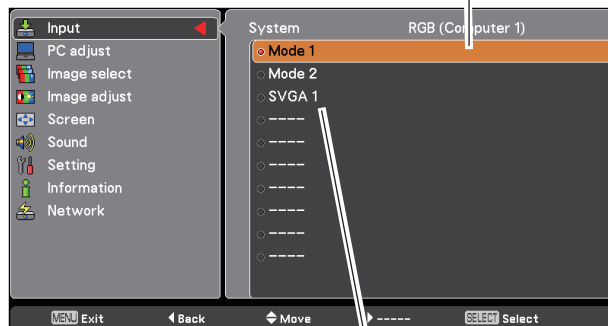 Input
PC adjust
Image select
Image adjust
Screen
Sound
Setting
Information
Network
System RGB (Computer 1)
Mode 1
Mode 2
SVGA 1
----
----
----
----
----
----
----
MENU Exit Back Move ----- SELECT Select